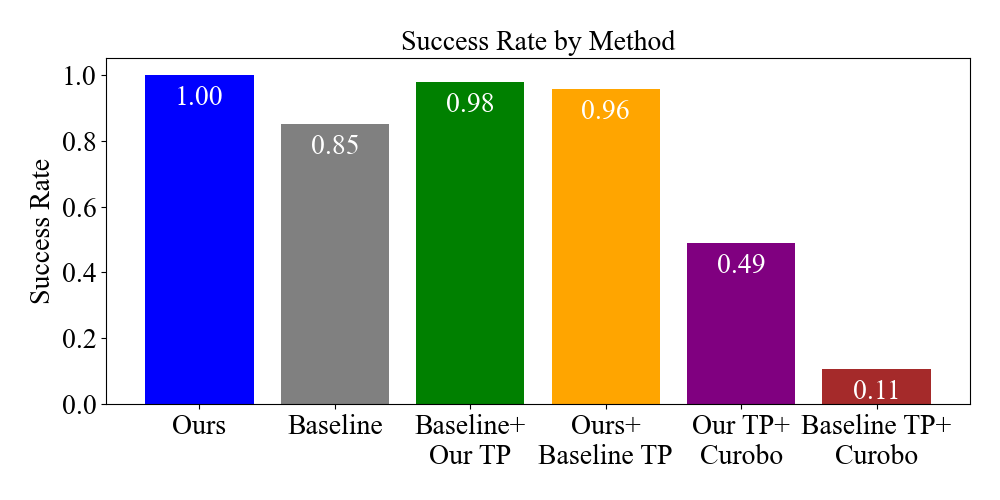 Success Rate by Method
Success Rate
1.0
0.8
0.6
0.4
0.2
0.0
1.00
0.85
0.98
0.96
0.49
0.11
Ours
Baseline
Baseline+
Our TP
Ours+
Baseline TP
Our TP+
Curobo
Baseline TP+
Curobo